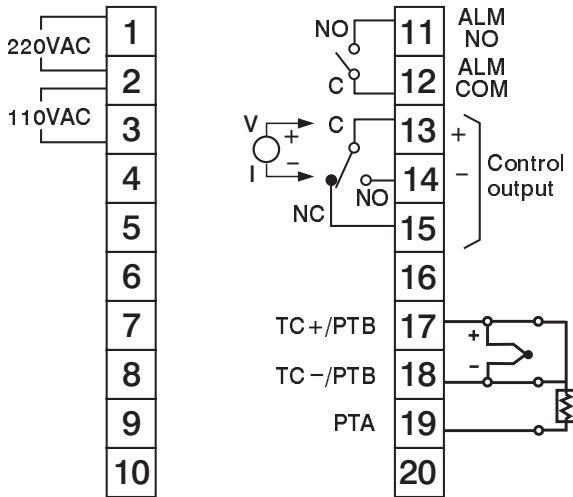 220VAC
110VAC
1
2
3
4
5
6
7
8
9
10
NO
C
11
ALM
NO
12
ALM
COM
V
+
−
I
C
NC
NO
13
+
14
−
15
Control
output
16
TC+/PTB
17
+
TC−/PTB
18
−
PTA
19
20